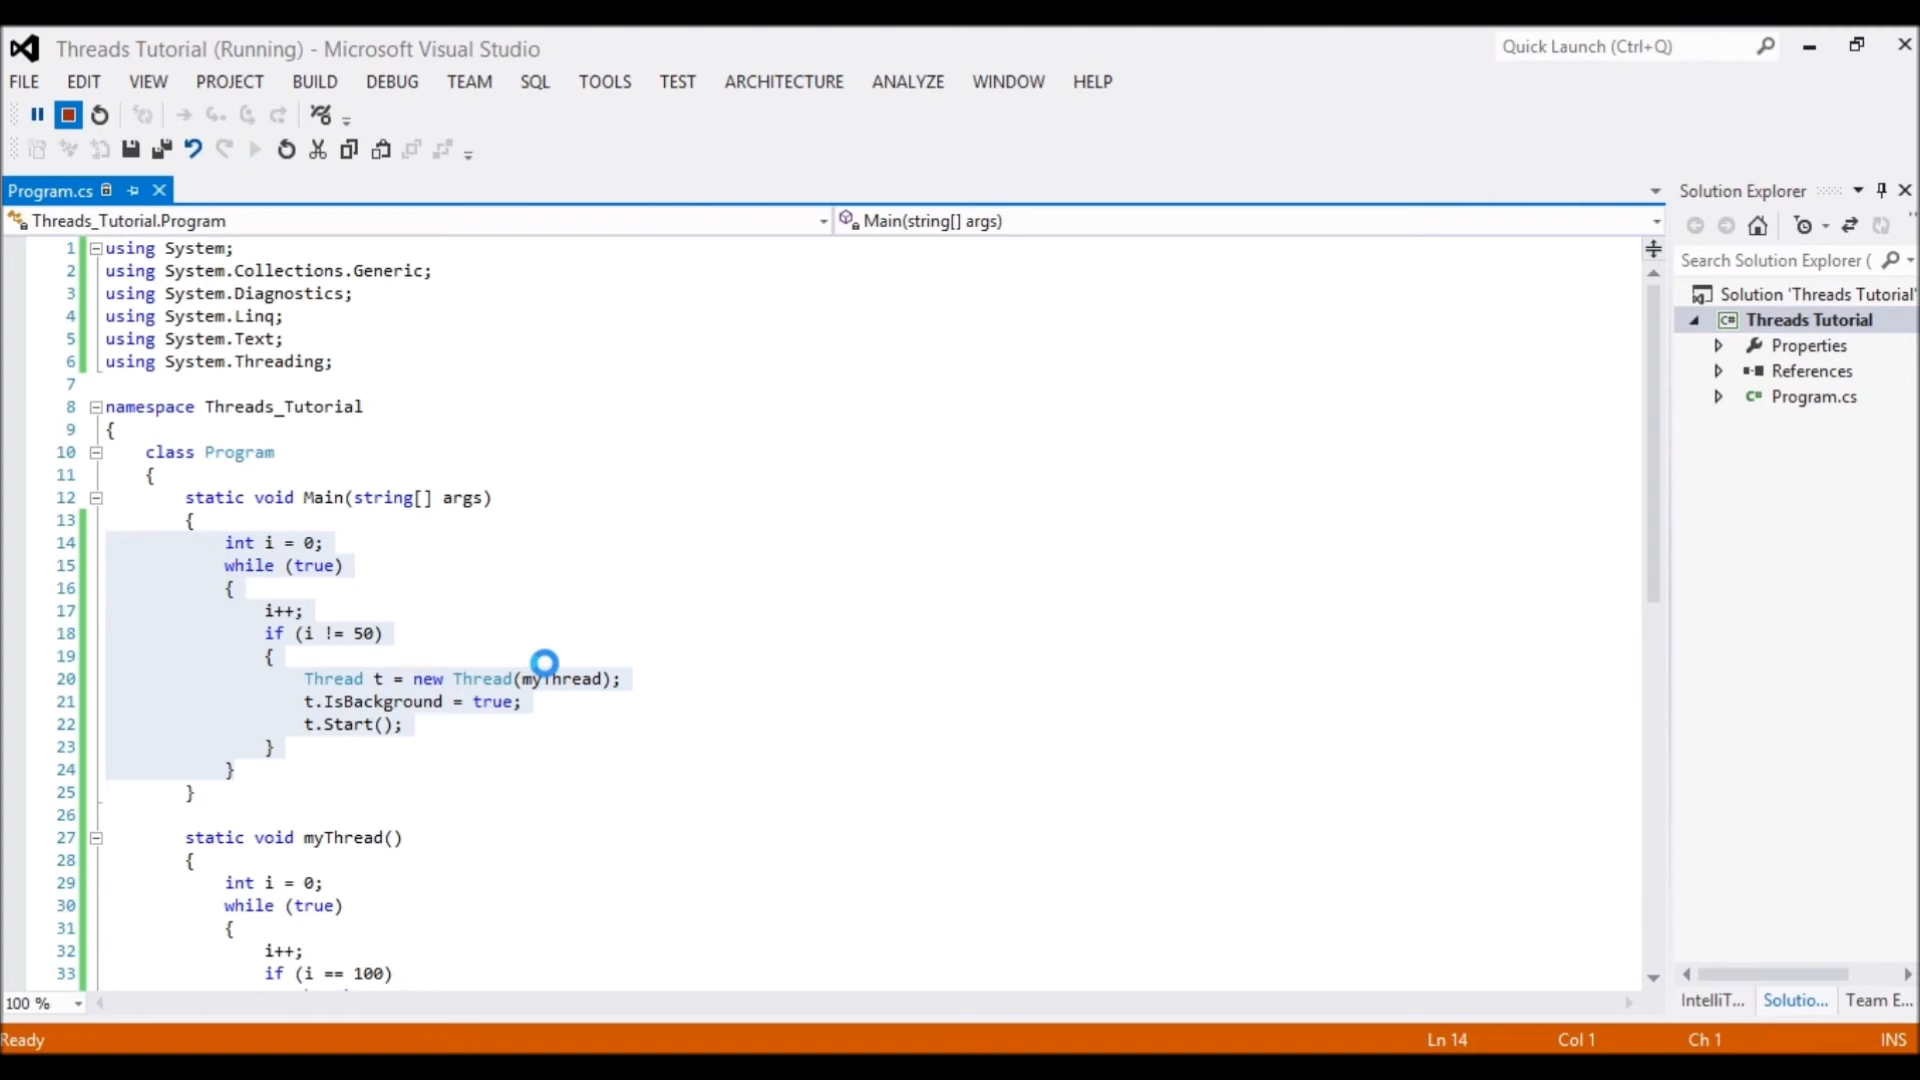 Threads Tutorial (Running) - Microsoft Visual Studio
Quick Launch (Ctrl+Q)
FILE EDIT VIEW PROJECT BUILD DEBUG TEAM SQL TOOLS TEST ARCHITECTURE ANALYZE WINDOW HELP
Program.cs
Solution Explorer
Threads_Tutorial.Program
Main(string[] args)
1 using System;
2 using System.Collections.Generic;
3 using System.Diagnostics;
4 using System.Linq;
5 using System.Text;
6 using System.Threading;
7
8 namespace Threads_Tutorial
9 {
10 class Program
11 {
12 static void Main(string[] args)
13 {
14 int i = 0;
15 while (true)
16 {
17 i++;
18 if (i != 50)
19 {
20 Thread t = new Thread(myThread);
21 t.IsBackground = true;
22 t.Start();
23 }
24 }
25 }
26
27 static void myThread()
28 {
29 int i = 0;
30 while (true)
31 {
32 i++;
33 if (i == 100)
Search Solution Explorer (
Solution 'Threads Tutorial'
C# Threads Tutorial
Properties
References
C# Program.cs
100 %
IntelliT... Solutio... Team E...
Ready
Ln 14 Col 1 Ch 1 INS